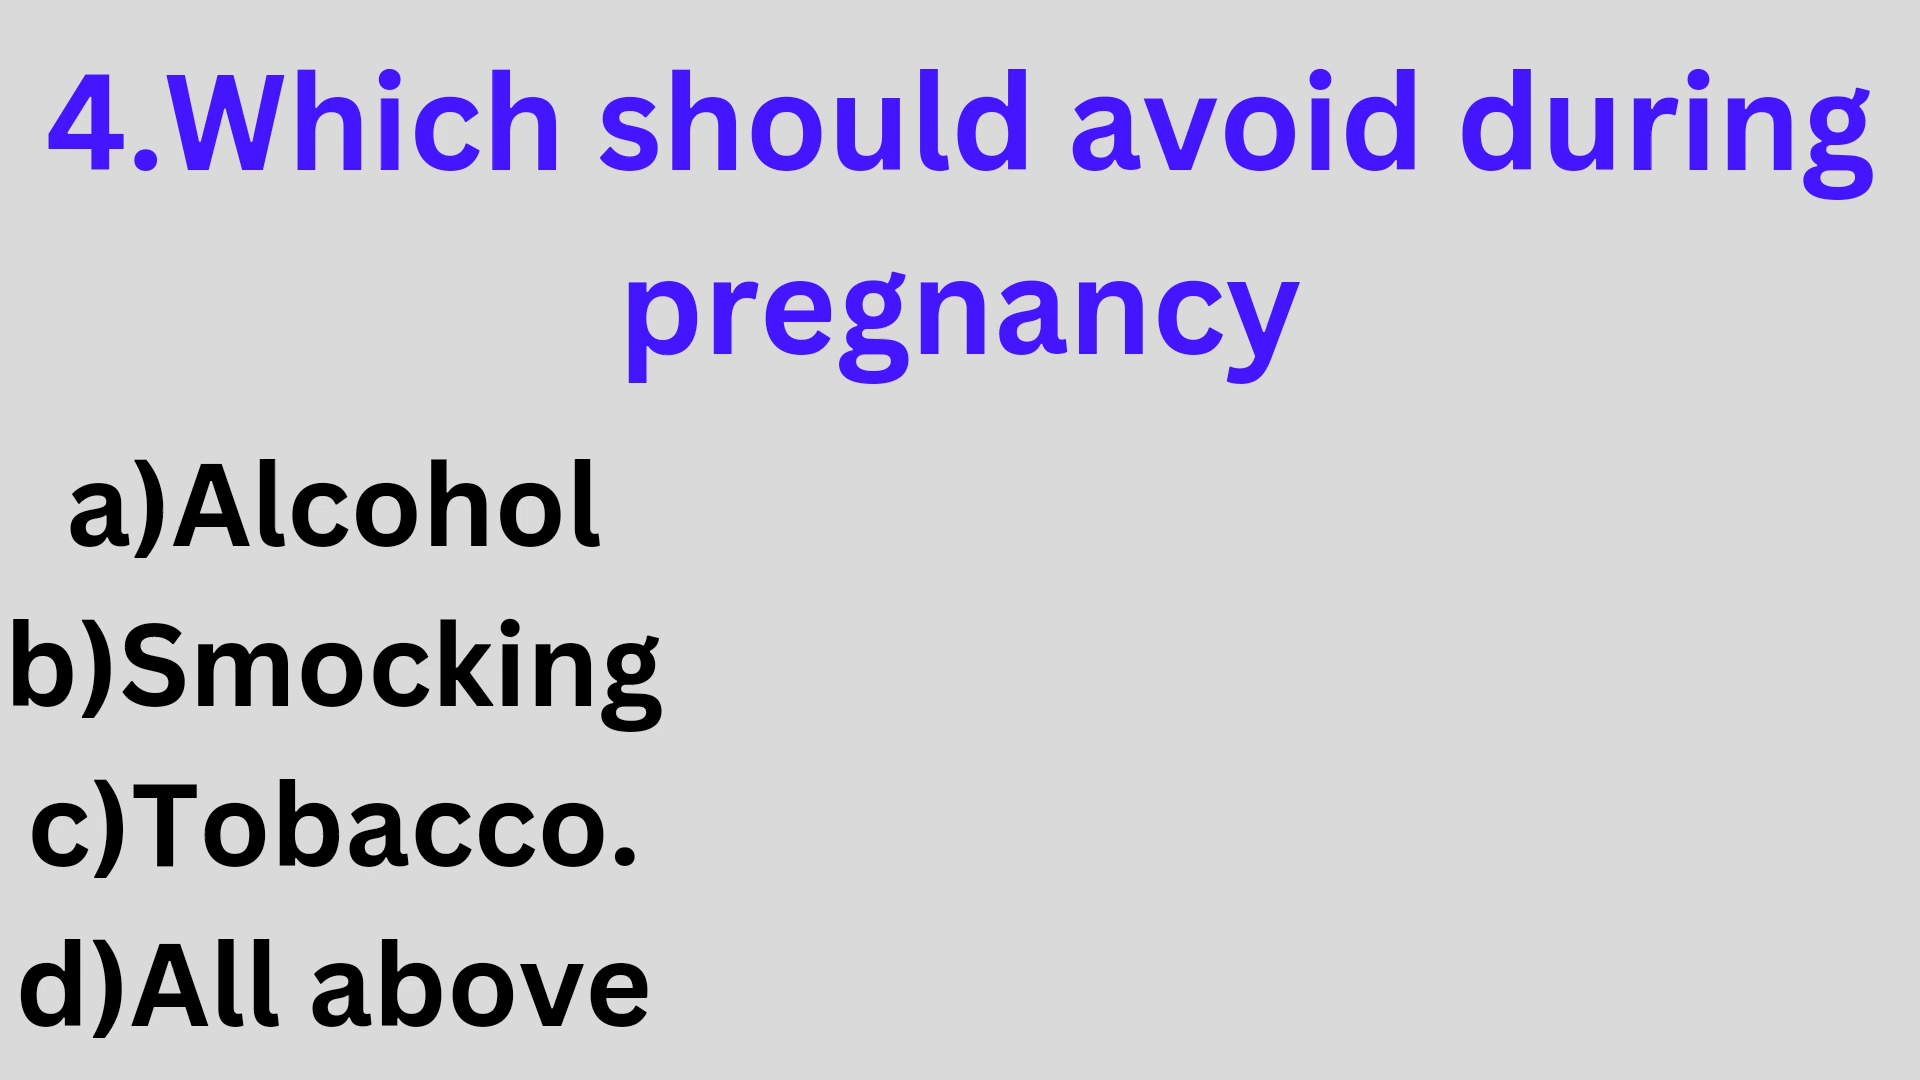 4.Which should avoid during
pregnancy
a)Alcohol
b)Smocking
c)Tobacco.
d)All above